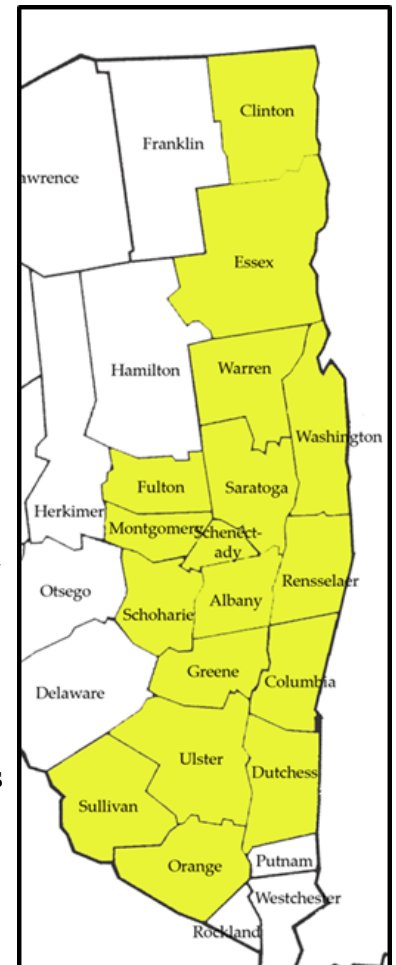 Clinton
Franklin
awrence
Essex
Hamilton
Warren
Washington
Fulton
Saratoga
Herkimer
Montgomery
Schenect-
ady
Otsego
Rensselaer
Albany
Schoharie
Greene
Columbia
Delaware
Ulster
Dutchess
Sullivan
Putnam
Orange
Westchester
Rockland
s